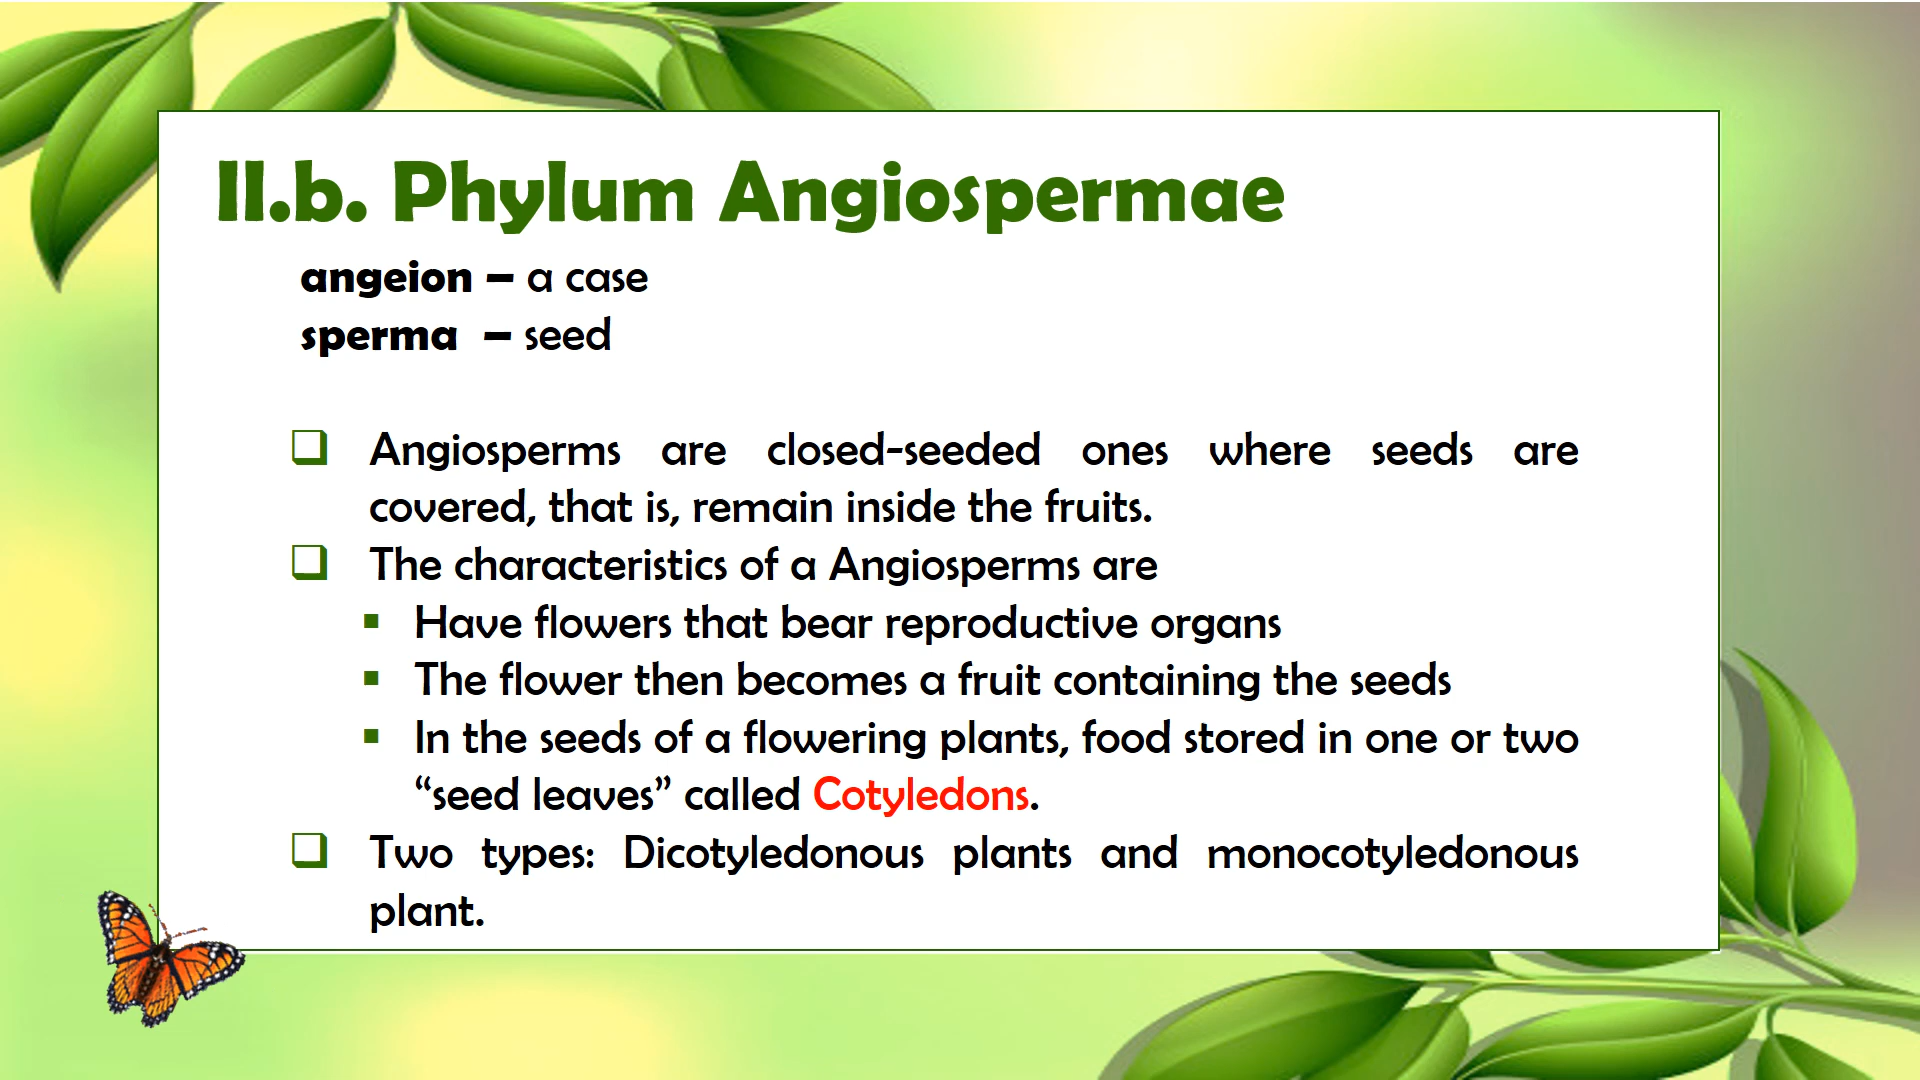 II.b. Phylum Angiospermae
angeion – a case
sperma – seed
❑ Angiosperms are closed-seeded ones where seeds are
covered, that is, remain inside the fruits.
❑ The characteristics of a Angiosperms are
▪ Have flowers that bear reproductive organs
▪ The flower then becomes a fruit containing the seeds
▪ In the seeds of a flowering plants, food stored in one or two
“seed leaves” called Cotyledons.
❑ Two types: Dicotyledonous plants and monocotyledonous
plant.